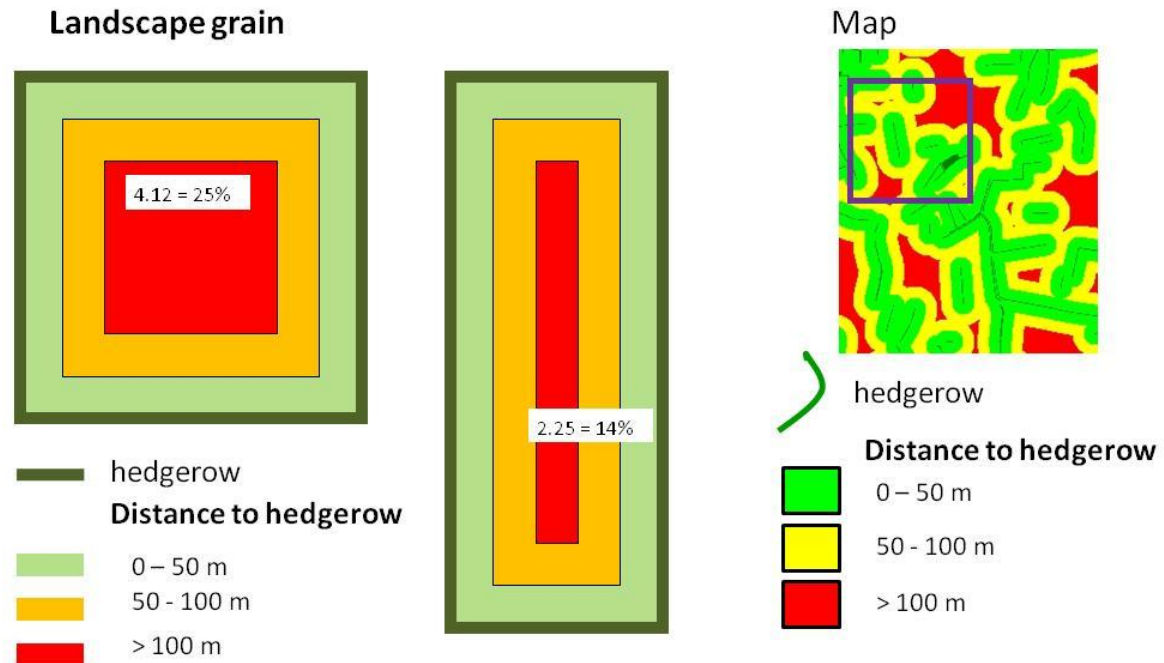 Landscape grain
4.12 = 25%
2.25 = 14%
hedgerow
Distance to hedgerow
0 – 50 m
50 - 100 m
> 100 m
Map
hedgerow
Distance to hedgerow
0 – 50 m
50 - 100 m
> 100 m